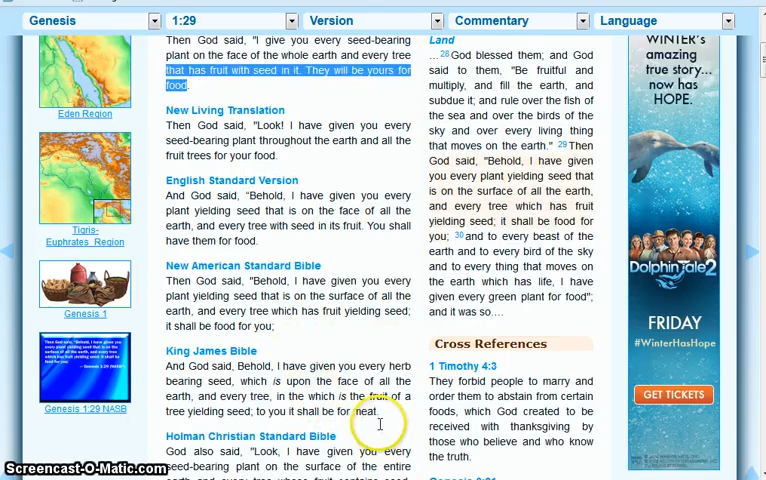 Genesis
1:29
Version
Commentary
Language
Eden Region
Tigris-
Euphrates Region
Genesis 1
Genesis 1:29 NASB
Then God said, "I give you every seed-bearing
plant on the face of the whole earth and every tree
that has fruit with seed in it. They will be yours for
food.
New Living Translation
Then God said, "Look! I have given you every
seed-bearing plant throughout the earth and all the
fruit trees for your food.
English Standard Version
And God said, “Behold, I have given you every
plant yielding seed that is on the face of all the
earth, and every tree with seed in its fruit. You shall
have them for food.
New American Standard Bible
Then God said, "Behold, I have given you every
plant yielding seed that is on the surface of all the
earth, and every tree which has fruit yielding seed;
it shall be food for you;
King James Bible
And God said, Behold, I have given you every herb
bearing seed, which is upon the face of all the
earth, and every tree, in the which is the fruit of a
tree yielding seed; to you it shall be for meat.
Holman Christian Standard Bible
God also said, "Look, I have given you every
seed-bearing plant on the surface of the entire
Land
…28God blessed them; and God
said to them, "Be fruitful and
multiply, and fill the earth, and
subdue it; and rule over the fish of
the sea and over the birds of the
sky and over every living thing
that moves on the earth." 29Then
God said, "Behold, I have given
you every plant yielding seed that
is on the surface of all the earth,
and every tree which has fruit
yielding seed; it shall be food for
you; 30and to every beast of the
earth and to every bird of the sky
and to every thing that moves on
the earth which has life, I have
given every green plant for food";
and it was so....
Cross References
1 Timothy 4:3
They forbid people to marry and
order them to abstain from certain
foods, which God created to be
received with thanksgiving by
those who believe and who know
the truth.
WINTER's
amazing
true story...
now has
HOPE.
DOLPHIN TALE 2
FRIDAY
#WinterHasHope
GET TICKETS
Screencast-O-Matic.com